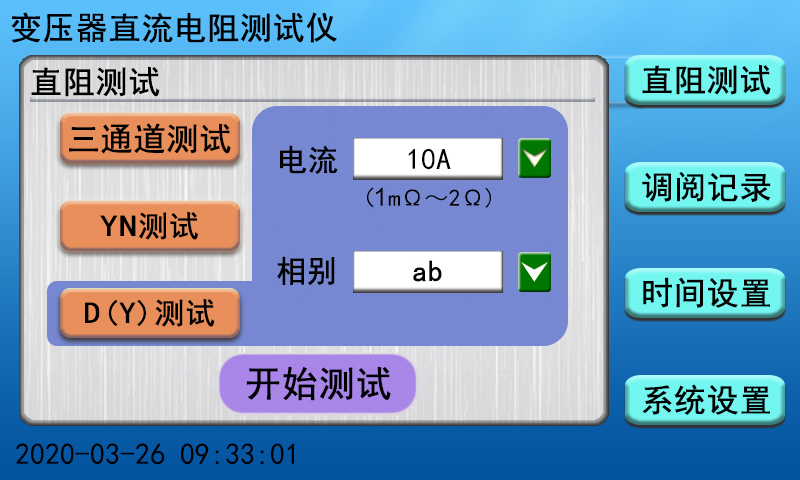 变压器直流电阻测试仪
直阻测试
三通道测试
YN测试
D(Y)测试
电流
10A
(1mΩ～2Ω)
相别
ab
开始测试
直阻测试
调阅记录
时间设置
系统设置
2020-03-26 09:33:01